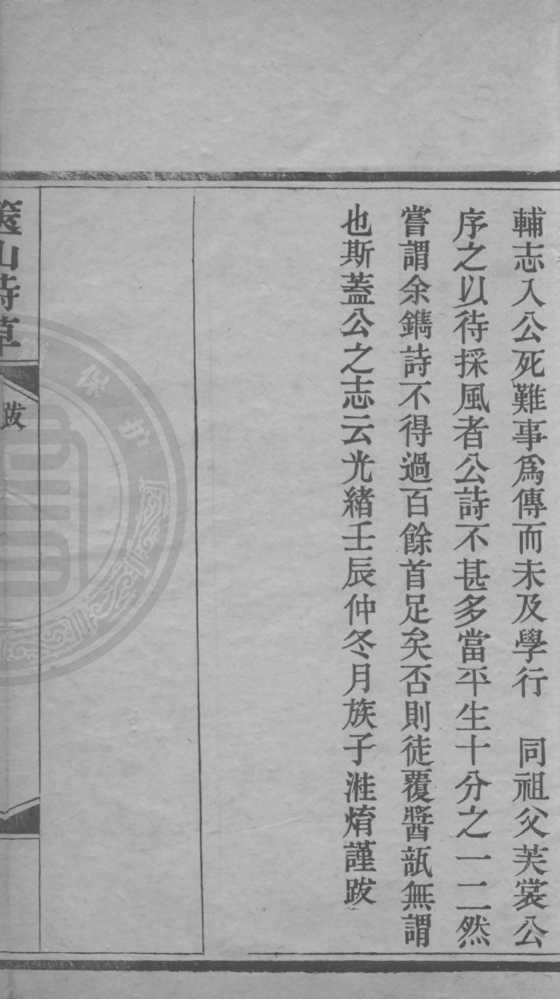 輔志入公死難事爲傳而未及學行　同祖父芙裳公
序之以待採風者公詩不甚多當平生十分之一二然
嘗謂余鐫詩不得過百餘首足矣否則徒覆醬瓿無謂
也斯蓋公之志云光緒壬辰仲冬月族子淮焴謹跋
山詩草
跋
保护